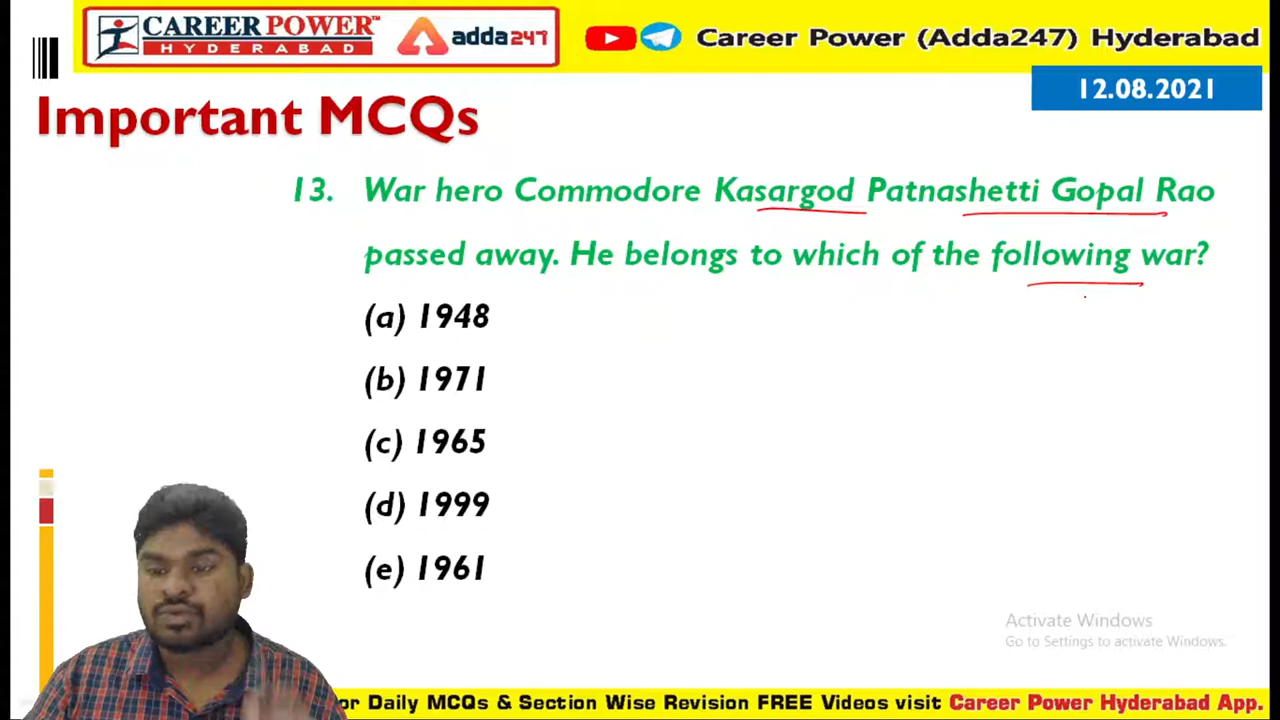 CAREER POWER™
HYDERABAD
adda247
Career Power (Adda247) Hyderabad
12.08.2021
Important MCQs
13. War hero Commodore Kasargod Patnashetti Gopal Rao
passed away. He belongs to which of the following war?
(a) 1948
(b) 1971
(c) 1965
(d) 1999
(e) 1961
Activate Windows
Go to Settings to activate Windows.
or Daily MCQs & Section Wise Revision FREE Videos visit Career Power Hyderabad App.